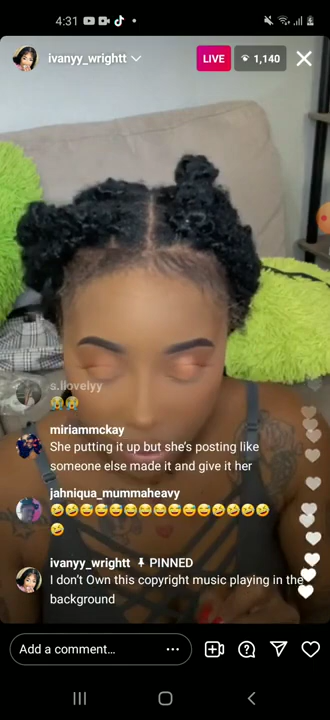 4:31
ivanyy_wrightt
LIVE
1,140
s.llovelyy
😭😭
miriammckay
She putting it up but she's posting like
someone else made it and give it her
jahniqua_mummaheavy
🤣🤣😅😅😅😂😂😂😅😅😅😅🤣🤣🤣
🤣
ivanyy_wrightt PINNED
I don't Own this copyright music playing in the
background
Add a comment...